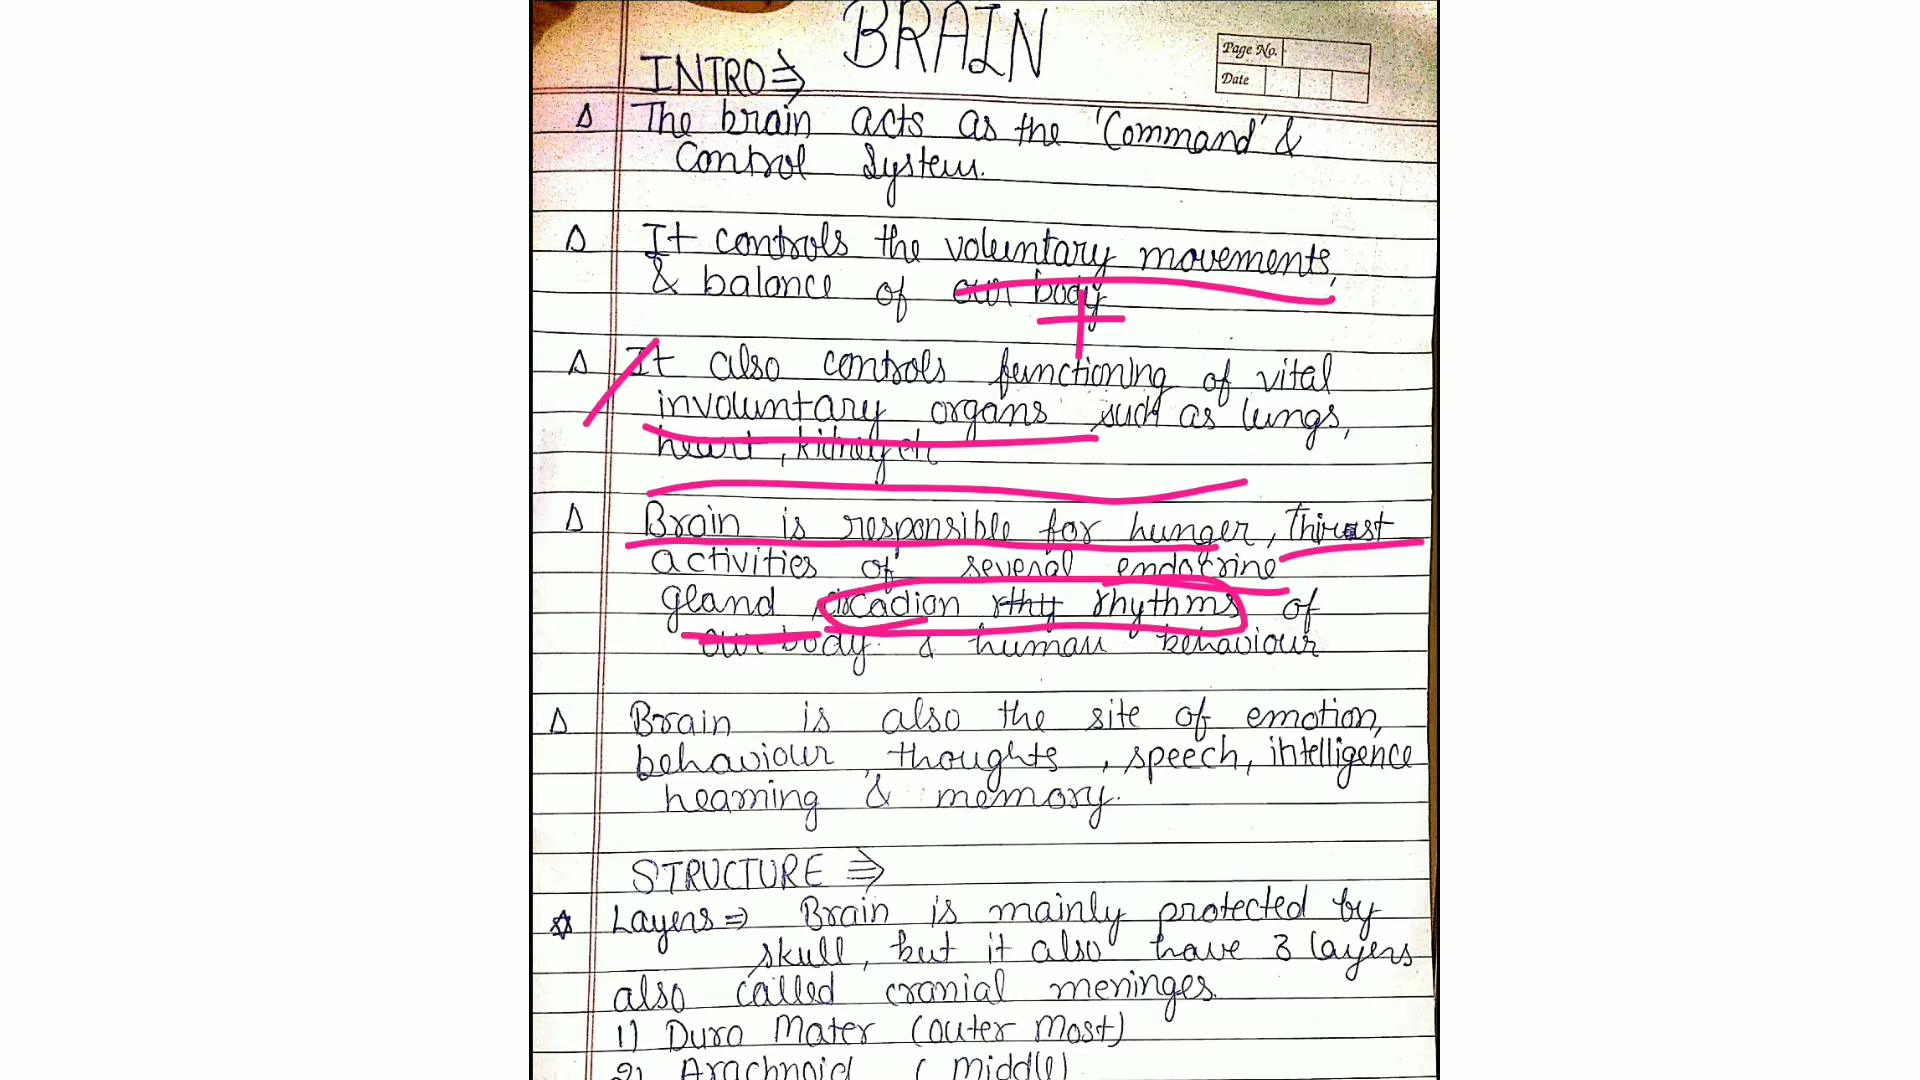 BRAIN
Page No.
Date
INTRO ⇒
Δ The brain acts as the 'Command' &
Control System.
Δ It controls the voluntary movements,
& balance of our body
Δ It also controls functioning of vital
involuntary organs such as lungs,
heart, kidney etc
Δ Brain is responsible for hunger, Thirst
activities of several endocrine
gland, circadian rthy rhythms of
our body. & human behaviour
Δ Brain is also the site of emotion,
behaviour, thoughts, speech, intelligence
hearning & memory.
STRUCTURE ⇒
☆ Layers ⇒ Brain is mainly protected by
skull, but it also have 3 layers
also called cranial meninges.
1) Dura Mater (outer Most)
2) Arachnoid (middle)